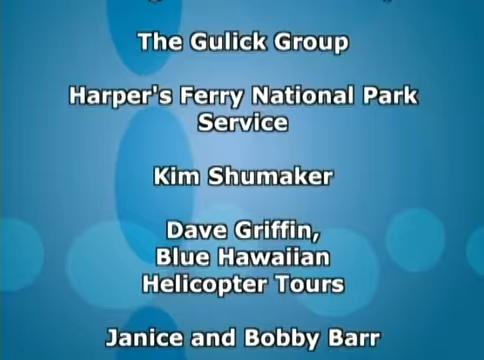 The Gulick Group
Harper's Ferry National Park
Service
Kim Shumaker
Dave Griffin,
Blue Hawaiian
Helicopter Tours
Janice and Bobby Barr